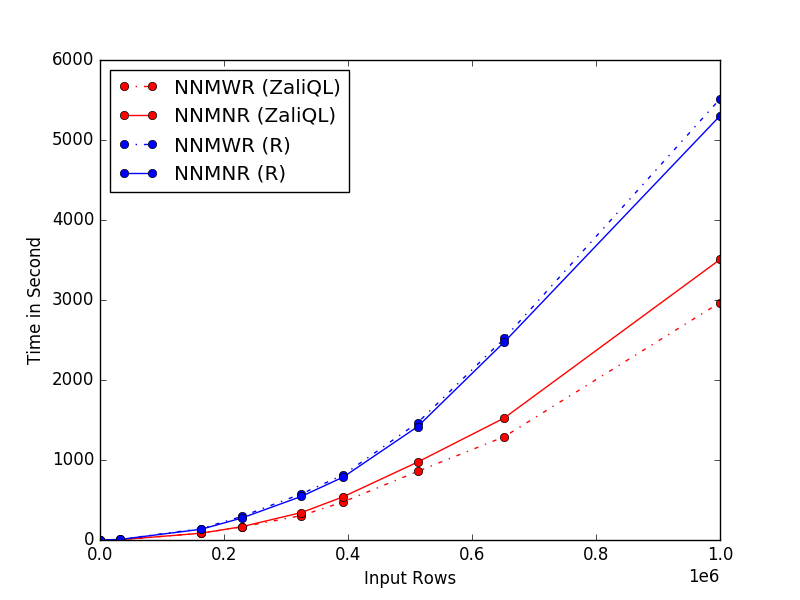 6000
5000
4000
3000
2000
1000
0
Time in Second
NNMWR (ZaliQL)
NNMNR (ZaliQL)
NNMWR (R)
NNMNR (R)
0.0 0.2 0.4 0.6 0.8 1.0
1e6
Input Rows